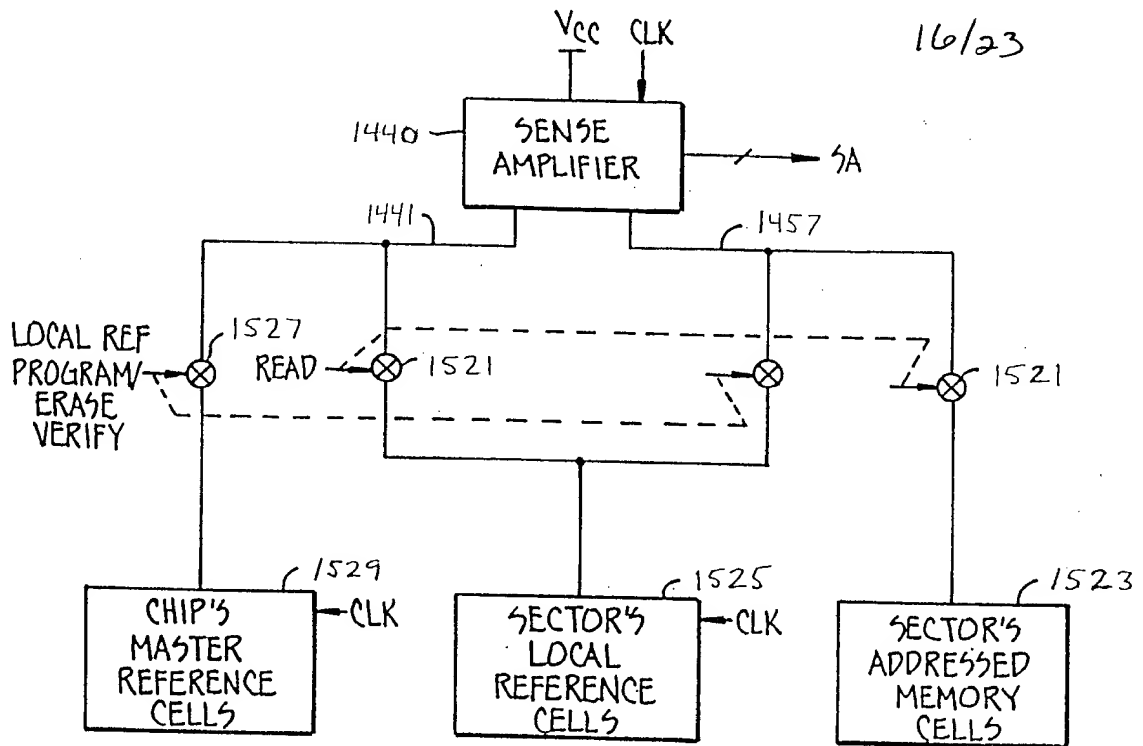 16/23
VCC
CLK
1440
SENSE
AMPLIFIER
SA
1441
1457
LOCAL REF
PROGRAM/
ERASE
VERIFY
1527
READ
1521
1521
1529
CHIP'S
MASTER
REFERENCE
CELLS
CLK
1525
SECTOR'S
LOCAL
REFERENCE
CELLS
CLK
1523
SECTOR'S
ADDRESSED
MEMORY
CELLS